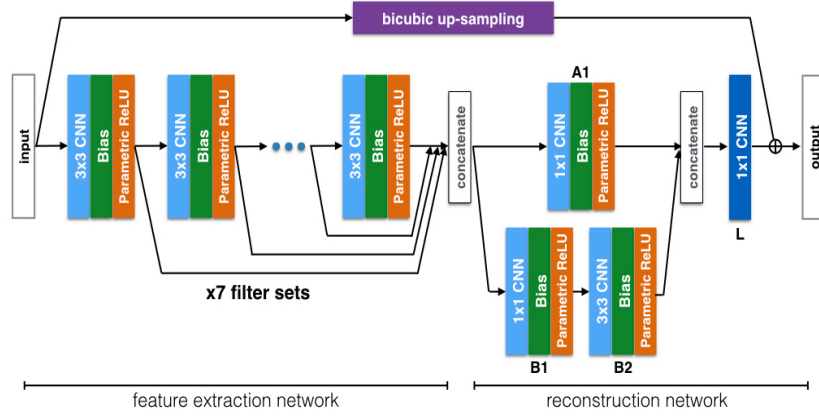 bicubic up-sampling
input
3x3 CNN
Bias
Parametric ReLU
3x3 CNN
Bias
Parametric ReLU
3x3 CNN
Bias
Parametric ReLU
concatenate
A1
1x1 CNN
Bias
Parametric ReLU
concatenate
1x1 CNN
L
output
x7 filter sets
1x1 CNN
Bias
Parametric ReLU
B1
3x3 CNN
Bias
Parametric ReLU
B2
feature extraction network
reconstruction network